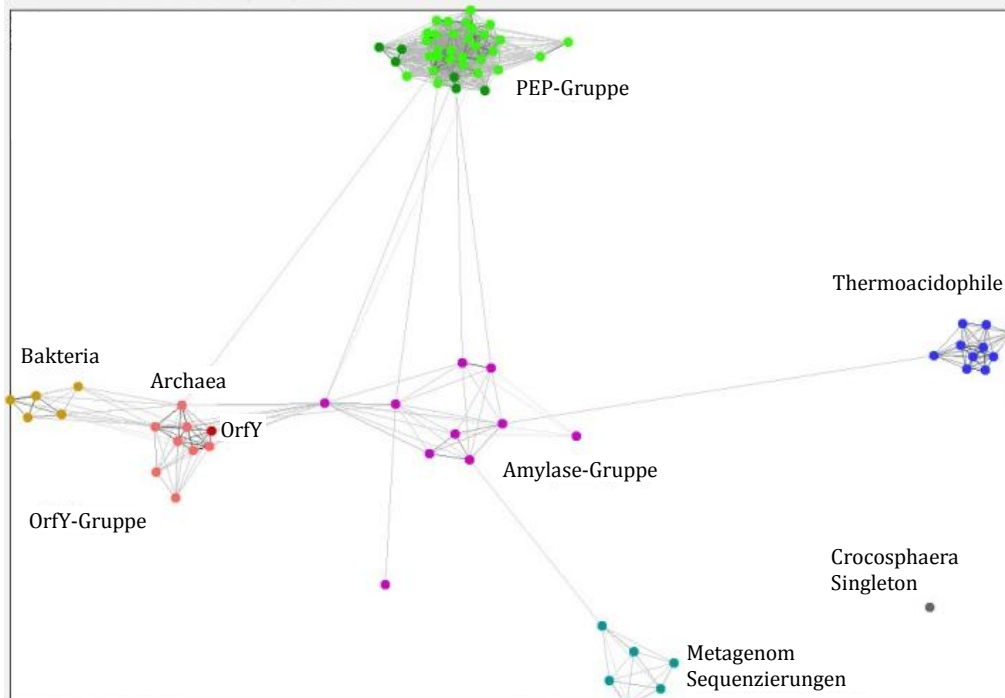 PEP-Gruppe
Thermoacidophile
Bakteria
Archaea
OrfY
Amylase-Gruppe
OrfY-Gruppe
Crocosphaera
Singleton
Metagenom
Sequenzierungen